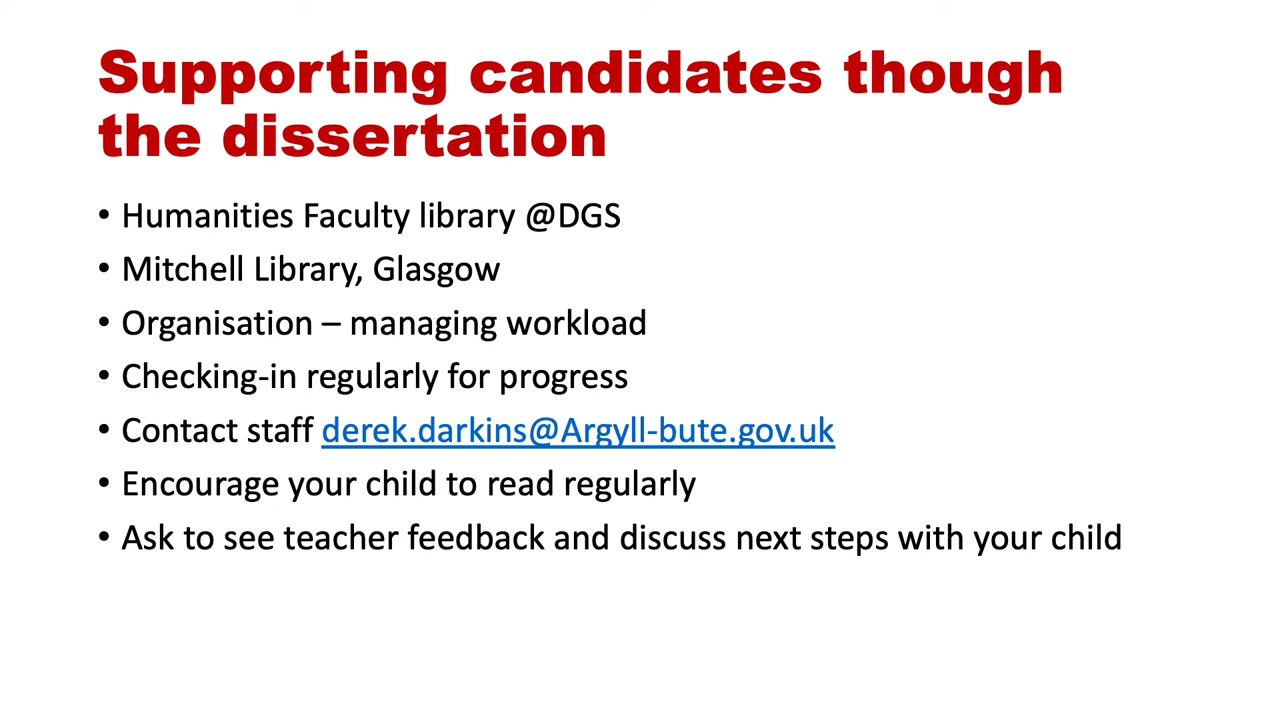 Supporting candidates though
the dissertation
• Humanities Faculty library @DGS
• Mitchell Library, Glasgow
• Organisation – managing workload
• Checking-in regularly for progress
• Contact staff derek.darkins@Argyll-bute.gov.uk
• Encourage your child to read regularly
• Ask to see teacher feedback and discuss next steps with your child